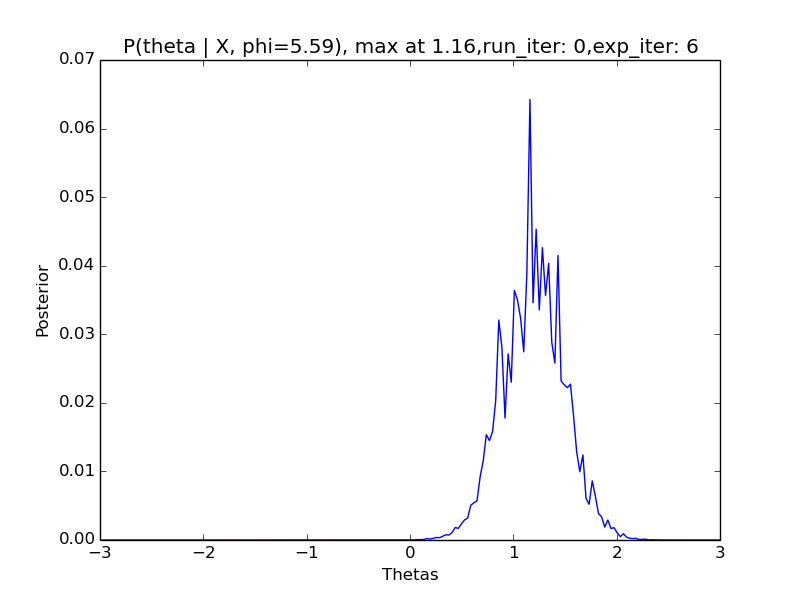 P(theta | X, phi=5.59), max at 1.16,run_iter: 0,exp_iter: 6
0.07
0.06
0.05
0.04
0.03
0.02
0.01
0.00
Posterior
−3 −2 −1 0 1 2 3
Thetas